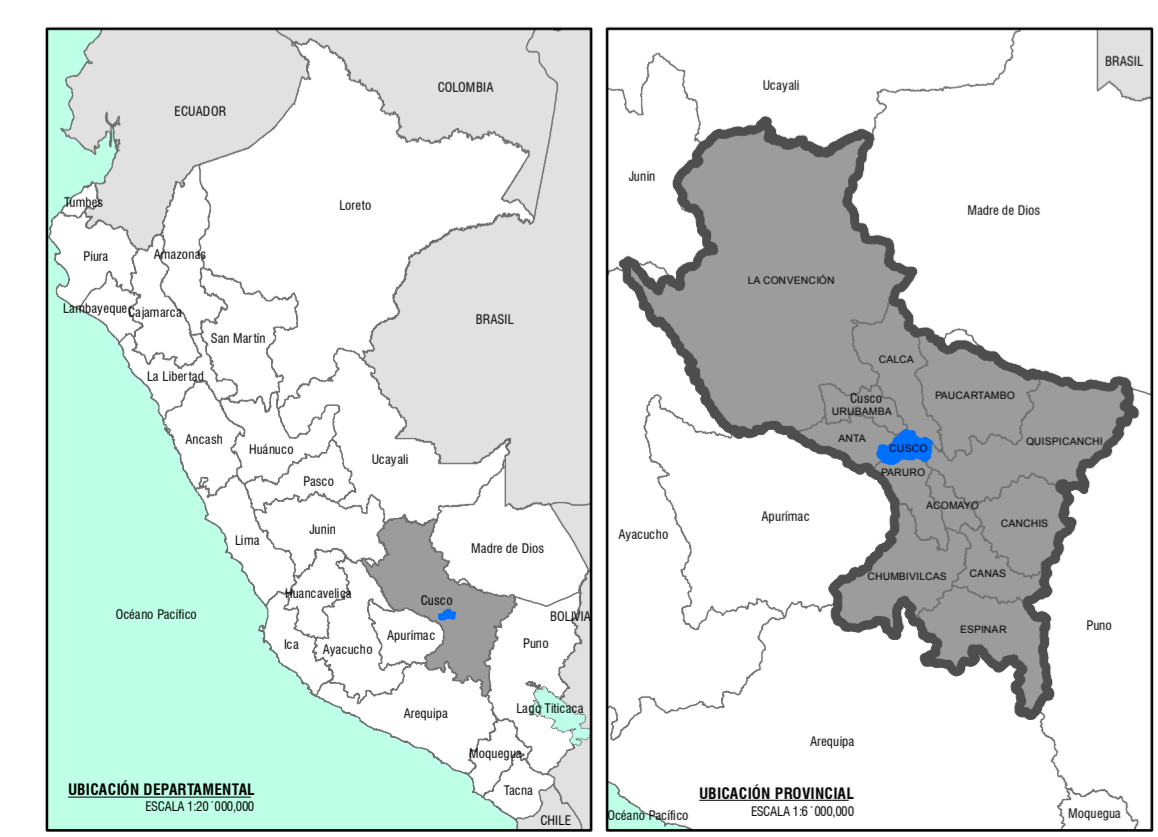 ECUADOR
COLOMBIA
Tumbes
Loreto
Piura
Amazonas
Lambayeque
Cajamarca
San Martín
BRASIL
La Libertad
Ancash
Huánuco
Ucayali
Pasco
Junin
Lima
Madre de Dios
Huancavelica
Cusco
Océano Pacífico
BOLIVIA
Ica
Ayacucho
Apurímac
Puno
Arequipa
Lago Titicaca
Moquegua
Tacna
CHILE
UBICACIÓN DEPARTAMENTAL
ESCALA 1:20 ´000,000
BRASIL
Ucayali
Junin
Madre de Dios
LA CONVENCIÓN
CALCA
Cusco
URUBAMBA
PAUCARTAMBO
ANTA
CUSCO
QUISPICANCHI
PARURO
ACOMAYO
CANCHIS
Apurímac
Ayacucho
CHUMBIVILCAS
CANAS
ESPINAR
Puno
Arequipa
UBICACIÓN PROVINCIAL
ESCALA 1:6 ´000,000
Océano Pacífico
Moquegua